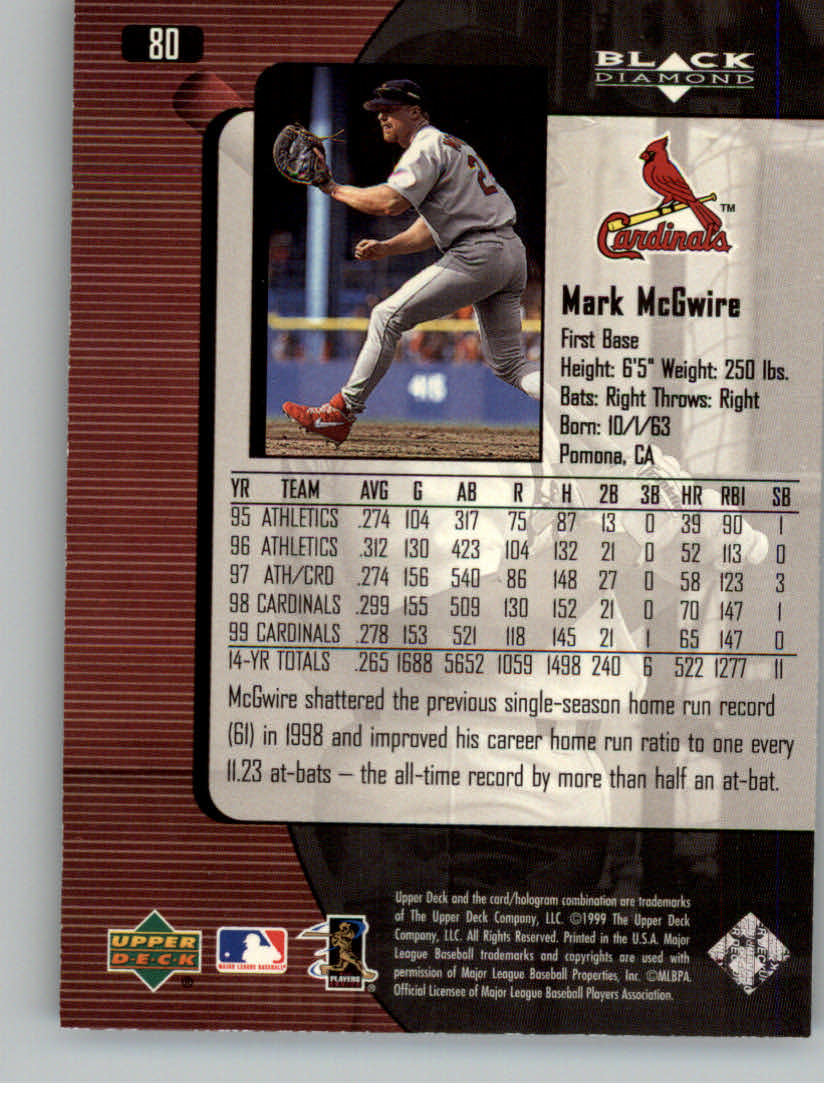 80
BLACK
DIAMOND
Cardinals TM
Mark McGwire
First Base
Height: 6'5" Weight: 250 lbs.
Bats: Right Throws: Right
Born: 10/1/63
Pomona, CA
YR TEAM AVG G AB R H 2B 3B HR RBI SB
95 ATHLETICS .274 104 317 75 87 13 0 39 90 1
96 ATHLETICS .312 130 423 104 132 21 0 52 113 0
97 ATH/CRD .274 156 540 86 148 27 0 58 123 3
98 CARDINALS .299 155 509 130 152 21 0 70 147 1
99 CARDINALS .278 153 521 118 145 21 1 65 147 0
14-YR TOTALS .265 1688 5652 1059 1498 240 6 522 1277 11
McGwire shattered the previous single-season home run record
(61) in 1998 and improved his career home run ratio to one every
11.23 at-bats – the all-time record by more than half an at-bat.
Upper Deck and the card/hologram combination are trademarks
of The Upper Deck Company, LLC. ©1999 The Upper Deck
Company, LLC. All Rights Reserved. Printed in the U.S.A. Major
League Baseball trademarks and copyrights are used with
permission of Major League Baseball Properties, Inc. ©MLBPA.
Official Licensee of Major League Baseball Players Association.
UPPER
DECK ®
MAJOR LEAGUE BASEBALL
PLAYERS